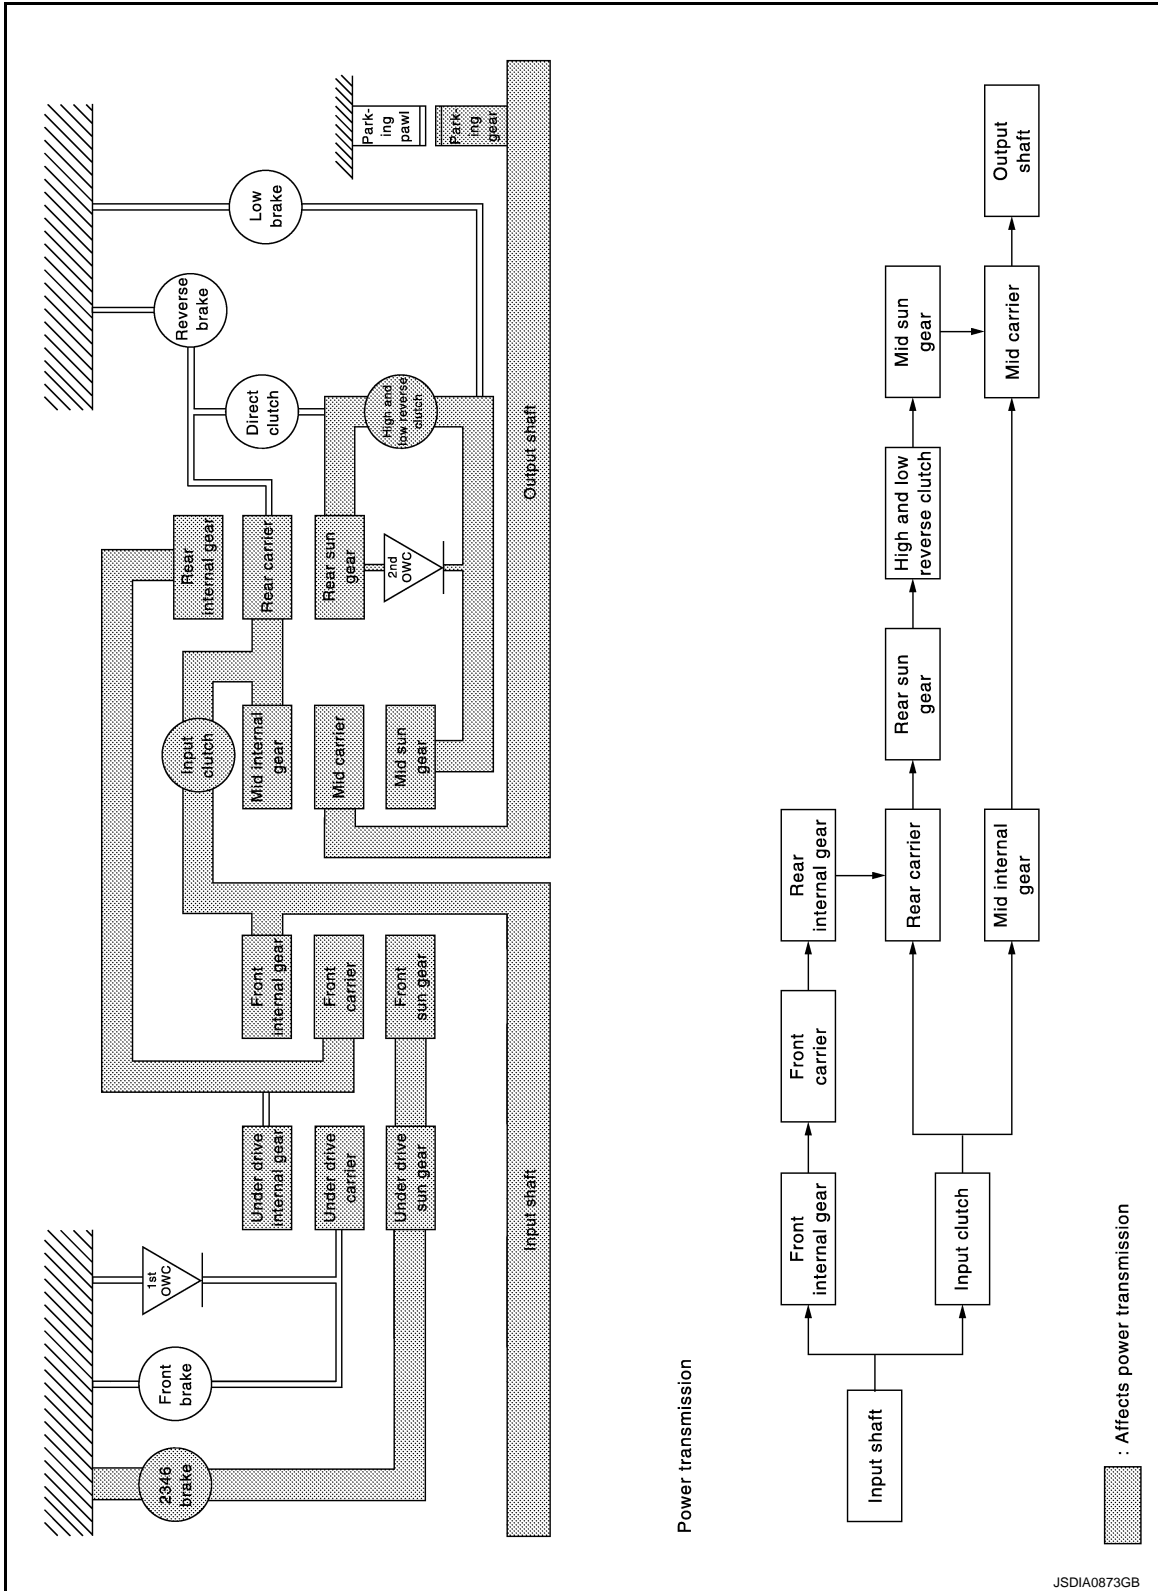 2346
brake
Front
brake
1st
OWC
Under drive
internal gear
Under drive
carrier
Under drive
sun gear
Input shaft
Front
internal gear
Front
carrier
Front
sun gear
Input
clutch
Mid internal
gear
Mid carrier
Mid sun
gear
Rear
internal gear
Rear carrier
Rear sun
gear
2nd
OWC
Direct
clutch
High and
low reverse
clutch
Reverse
brake
Low
brake
Output shaft
Park-
ing
pawl
Park-
ing
gear
Power transmission
Input shaft
Front
internal gear
Front
carrier
Rear
internal gear
Input clutch
Rear carrier
Mid internal
gear
Rear sun
gear
High and low
reverse clutch
Mid sun
gear
Mid carrier
Output
shaft
: Affects power transmission
JSDIA0873GB